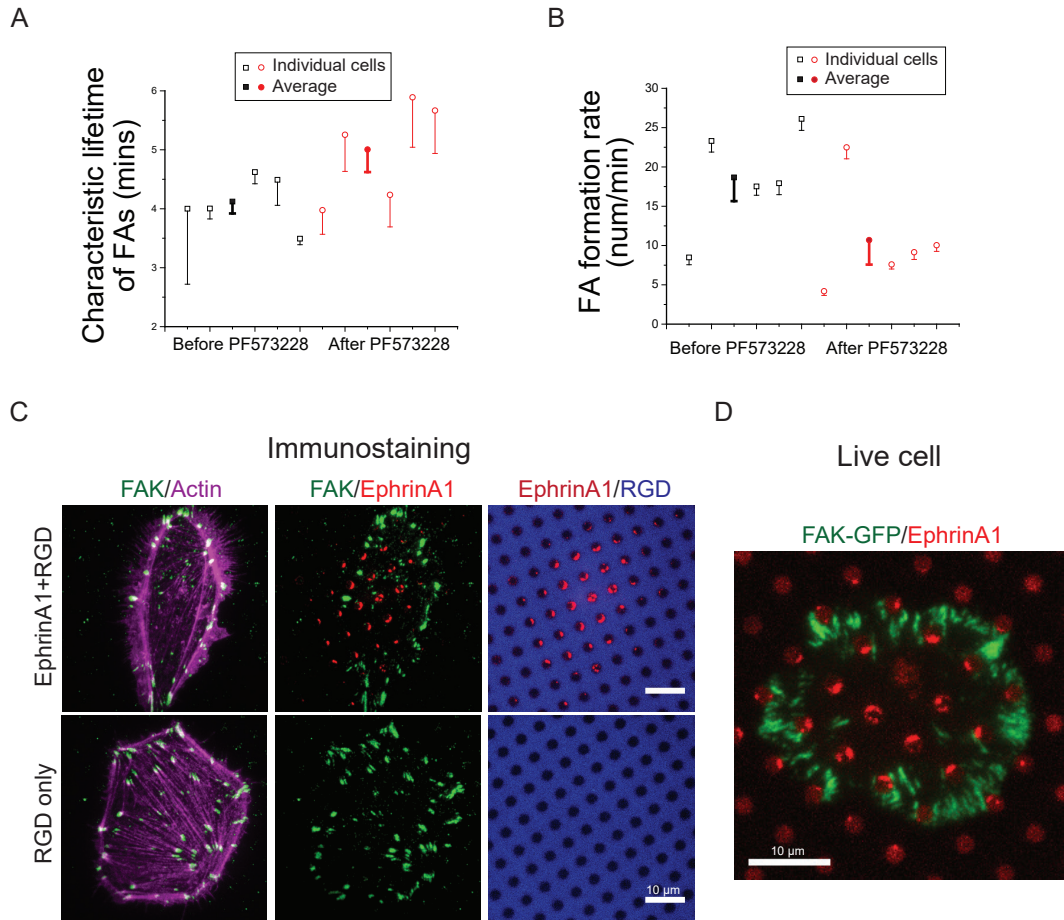 A
Individual cells
Average
Characteristic lifetime
of FAs (mins)
6
5
4
3
2
Before PF573228
After PF573228
B
Individual cells
Average
FA formation rate
(num/min)
30
25
20
15
10
5
0
Before PF573228
After PF573228
C
Immunostaining
FAK/Actin
FAK/EphrinA1
EphrinA1/RGD
EphrinA1+RGD
RGD only
10 µm
D
Live cell
FAK-GFP/EphrinA1
10 µm